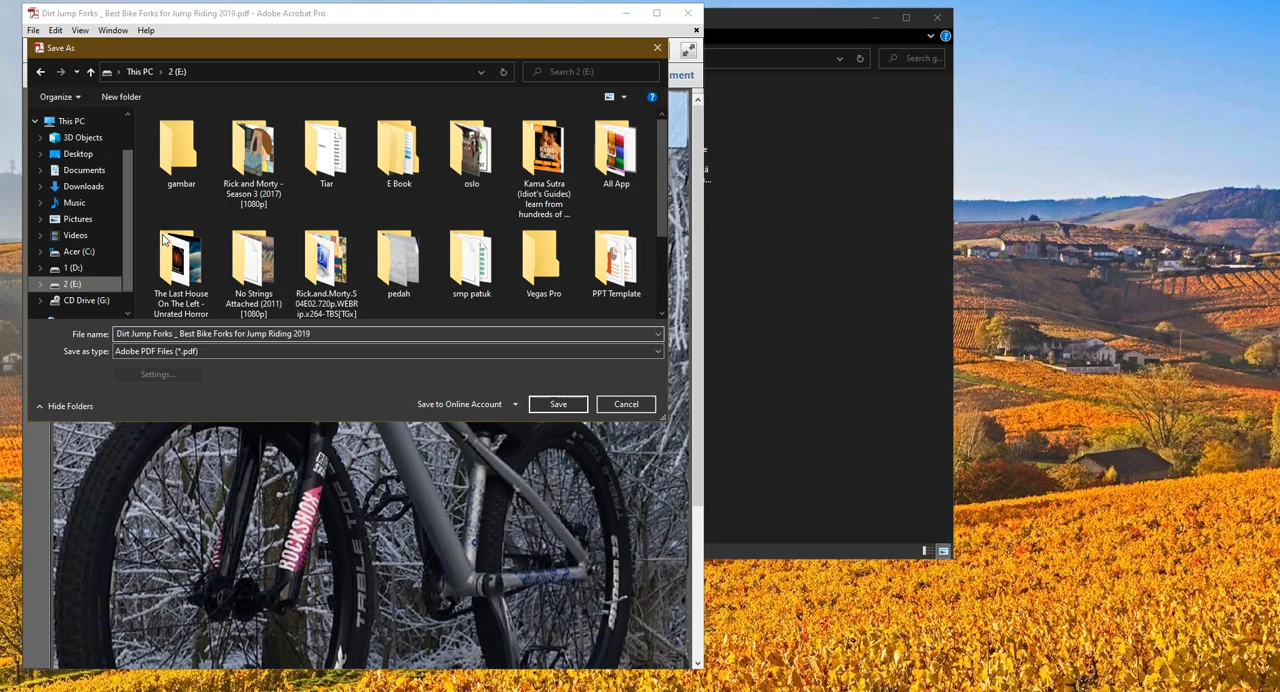 Dirt Jump Forks _ Best Bike Forks for Jump Riding 2019.pdf - Adobe Acrobat Pro
File Edit View Window Help
Save As
This PC 2 (E:)
Search 2 (E:)
Search g...
ment
Organize New folder
This PC
3D Objects
Desktop
Documents
Downloads
Music
Pictures
Videos
Acer (C:)
1 (D:)
2 (E:)
CD Drive (G:)
gambar
Rick and Morty - Season 3 (2017) [1080p]
Tiar
E Book
oslo
Kama Sutra (Idiot's Guides) learn from hundreds of ...
All App
The Last House On The Left - Unrated Horror
No Strings Attached (2011) [1080p]
Rick.and.Morty.S04E02.720p.WEBRip.x264-TBS[TGx]
pedah
smp patuk
Vegas Pro
PPT Template
File name: Dirt Jump Forks _ Best Bike Forks for Jump Riding 2019
Save as type: Adobe PDF Files (*.pdf)
Settings...
Hide Folders
Save to Online Account Save Cancel
ROCKSHOX
TABLE TOP